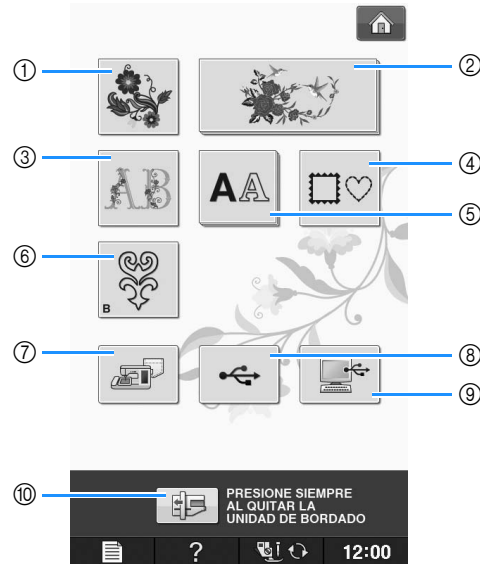 ①
②
③
AB
AA
④
⑤
⑥
B
⑦
⑧
⑨
⑩
PRESIONE SIEMPRE
AL QUITAR LA
UNIDAD DE BORDADO
?
12:00